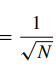 = 1/√N